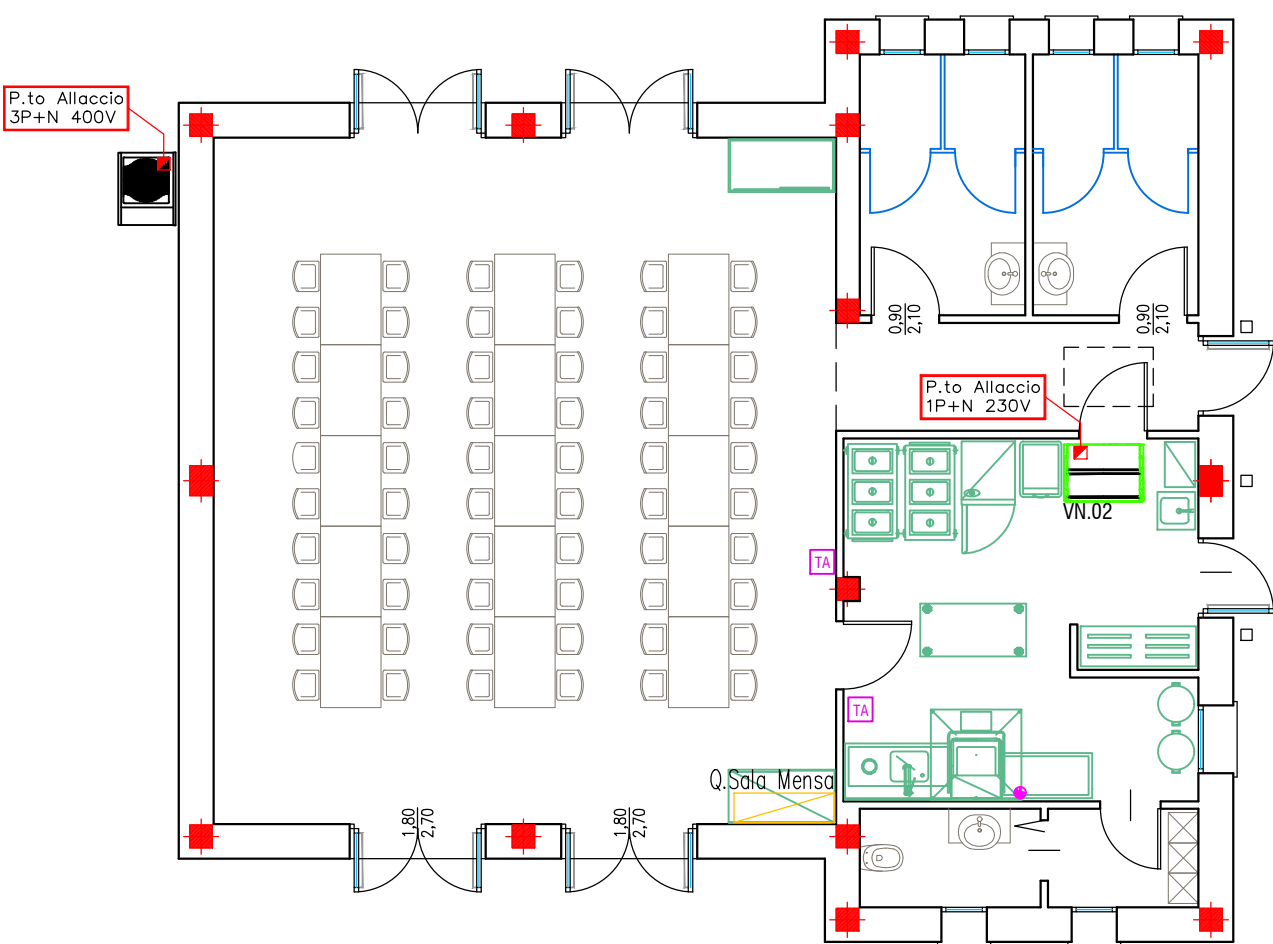 P.to Allaccio
3P+N 400V
0,90
2,10
0,90
2,10
P.to Allaccio
1P+N 230V
VN.02
TA
TA
Q.Sala Mensa
1,80
2,70
1,80
2,70